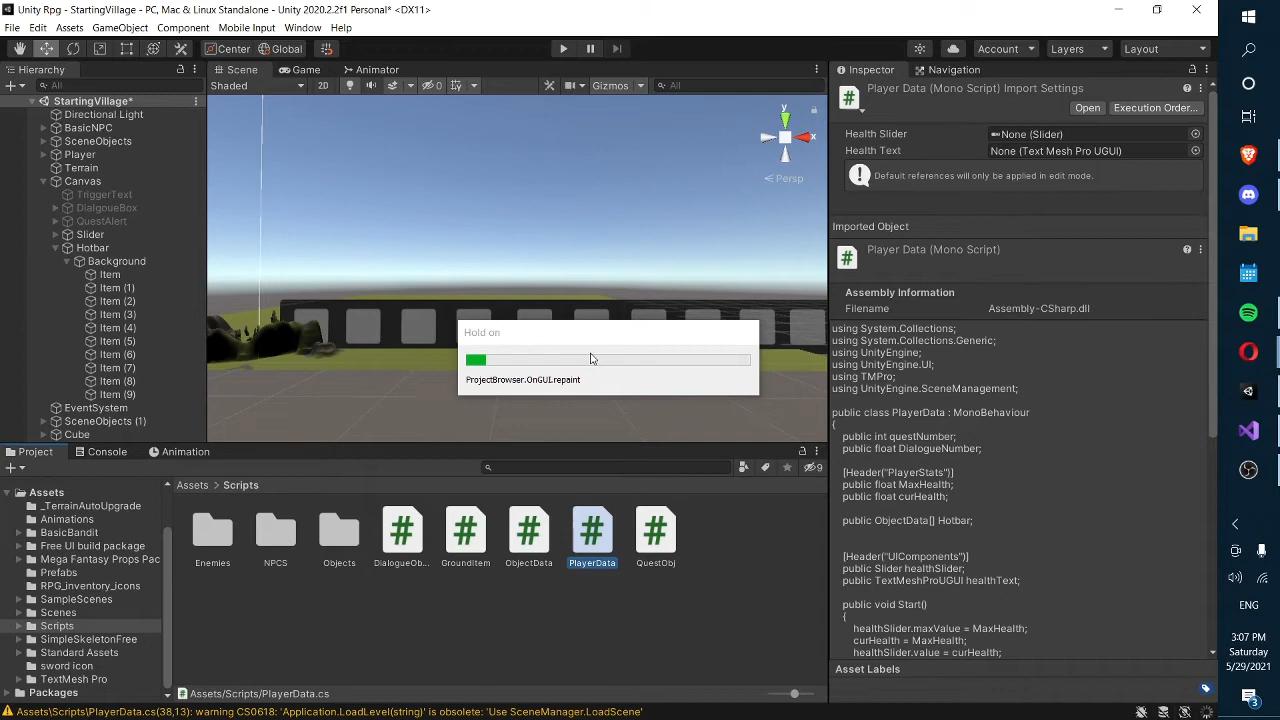 Unity Rpg - StartingVillage - PC, Mac & Linux Standalone - Unity 2020.2.2f1 Personal* <DX11>
File Edit Assets GameObject Component Mobile Input Window Help
Center Global Account Layers Layout
Hierarchy
All
StartingVillage*
Directional Light
BasicNPC
SceneObjects
Player
Terrain
Canvas
TriggerText
DialgoueBox
QuestAlert
Slider
Hotbar
Background
Item
Item (1)
Item (2)
Item (3)
Item (4)
Item (5)
Item (6)
Item (7)
Item (8)
Item (9)
EventSystem
SceneObjects (1)
Cube
Scene Game Animator
Shaded 2D 0 Gizmos All
y
x
Persp
Hold on
ProjectBrowser.OnGUI.repaint
Inspector Navigation
Player Data (Mono Script) Import Settings
Open Execution Order...
Health Slider None (Slider)
Health Text None (Text Mesh Pro UGUI)
Default references will only be applied in edit mode.
Imported Object
Player Data (Mono Script)
Assembly Information
Filename Assembly-CSharp.dll
using System.Collections;
using System.Collections.Generic;
using UnityEngine;
using UnityEngine.UI;
using TMPro;
using UnityEngine.SceneManagement;
public class PlayerData : MonoBehaviour
{
public int questNumber;
public float DialogueNumber;
[Header("PlayerStats")]
public float MaxHealth;
public float curHealth;
public ObjectData[] Hotbar;
[Header("UIComponents")]
public Slider healthSlider;
public TextMeshProUGUI healthText;
public void Start()
{
healthSlider.maxValue = MaxHealth;
curHealth = MaxHealth;
healthSlider.value = curHealth;
Asset Labels
Project Console Animation
9
Assets
_TerrainAutoUpgrade
Animations
BasicBandit
Free UI build package
Mega Fantasy Props Pac
Prefabs
RPG_inventory_icons
SampleScenes
Scenes
Scripts
SimpleSkeletonFree
Standard Assets
sword icon
TextMesh Pro
Packages
Assets > Scripts
Enemies NPCS Objects DialogueOb... GroundItem ObjectData PlayerData QuestObj
Assets/Scripts/PlayerData.cs
Assets\Scripts\PlayerData.cs(38,13): warning CS0618: 'Application.LoadLevel(string)' is obsolete: 'Use SceneManager.LoadScene'
ENG
3:07 PM
Saturday
5/29/2021
3